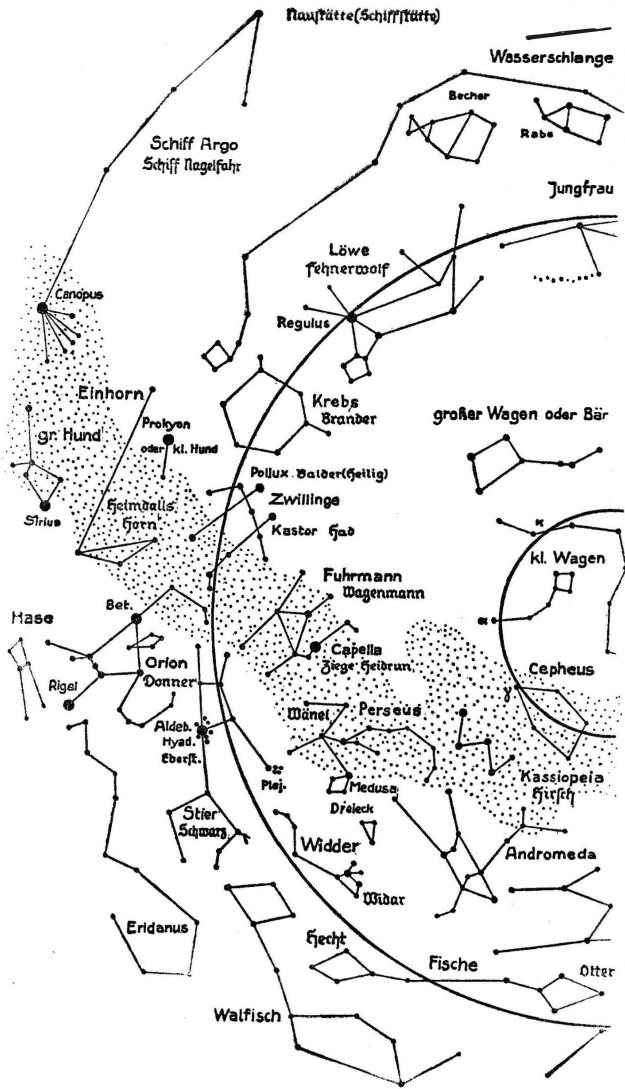 Naustätte (Schiffstätte)
Wasserschlange
Becher
Rabe
Schiff Argo
Schiff Nagelfahr
Jungfrau
Löwe
Fehnerwolf
Canopus
Regulus
Einhorn
Krebs
Brander
großer Wagen oder Bär
gr. Hund
Prokyon
oder kl. Hund
Pollux. Balder (Heilig)
Zwillinge
Sirius
Heimdalls
Horn
Kastor Had
κ
kl. Wagen
Fuhrmann
Wagenmann
Hase
Bet.
α
Capella
Ziege Heidrun
Cepheus
Orion
Donner
Rigel
γ
Wänel
Perseus
Aldeb.
Hyad.
Eberst.
Plej.
Medusa
Kassiopeia
Hirsch
Dreieck
Stier
Schwarz
Widder
Andromeda
Widar
Eridanus
Hecht
Fische
Otter
Walfisch